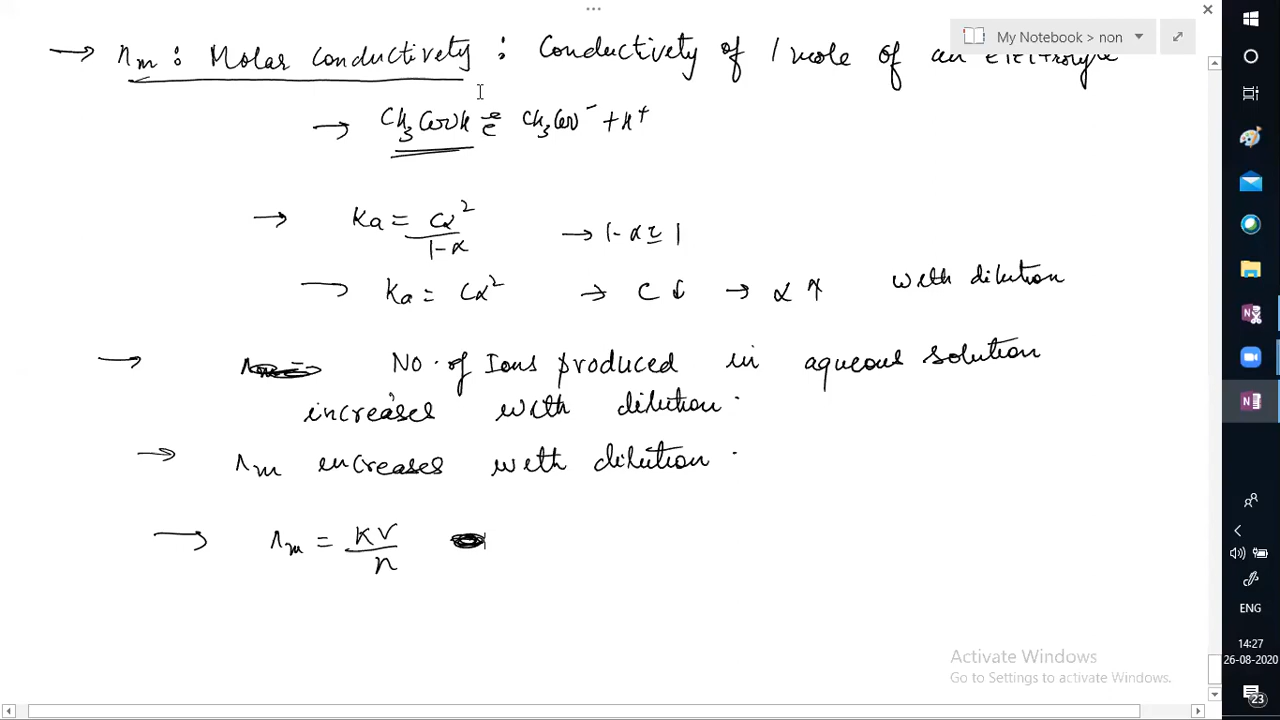 My Notebook > non
→ Λm : Molar conductivety : Conductivity of 1 mole of an electrolyte
→ CH3COOH ⇌ CH3COO⁻ + H⁺
→ Ka = Cα² / 1-α → 1-α ≃ 1
→ Ka = Cα² → C ↓ → α ↑ with dilution
→ No. of Ions produced in aqueous solution
increases with dilution.
→ Λm increases with dilution.
→ Λm = KV / n
Activate Windows
Go to Settings to activate Windows.
ENG
14:27
26-08-2020
23